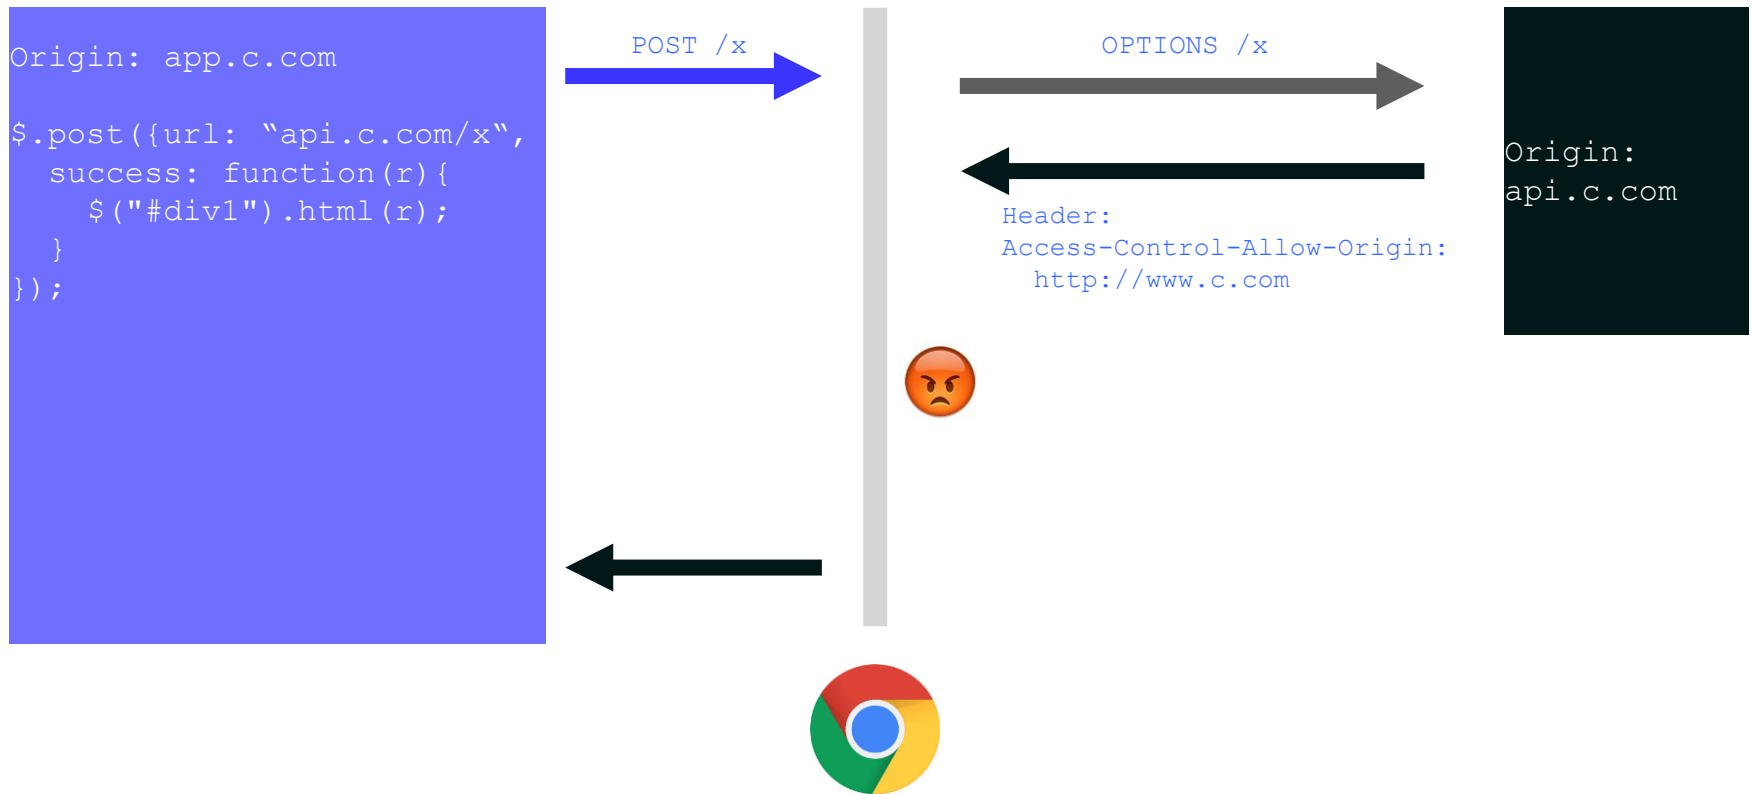 Origin: app.c.com
$.post({url: “api.c.com/x“,
  success: function(r){
    $("#div1").html(r);
  }
});
POST /x
OPTIONS /x
Header:
Access-Control-Allow-Origin:
  http://www.c.com
Origin:
api.c.com